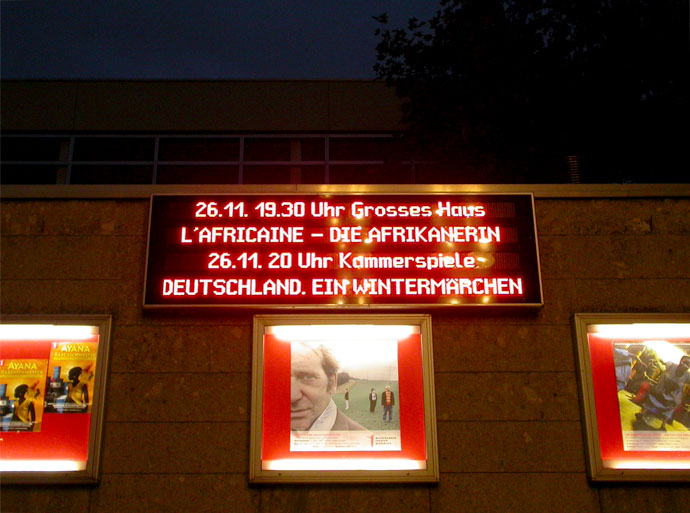 26.11. 19.30 Uhr Grosses Haus
L'AFRICAINE – DIE AFRIKANERIN
26.11. 20 Uhr Kammerspiele
DEUTSCHLAND. EIN WINTERMÄRCHEN
AYANA
AYANA